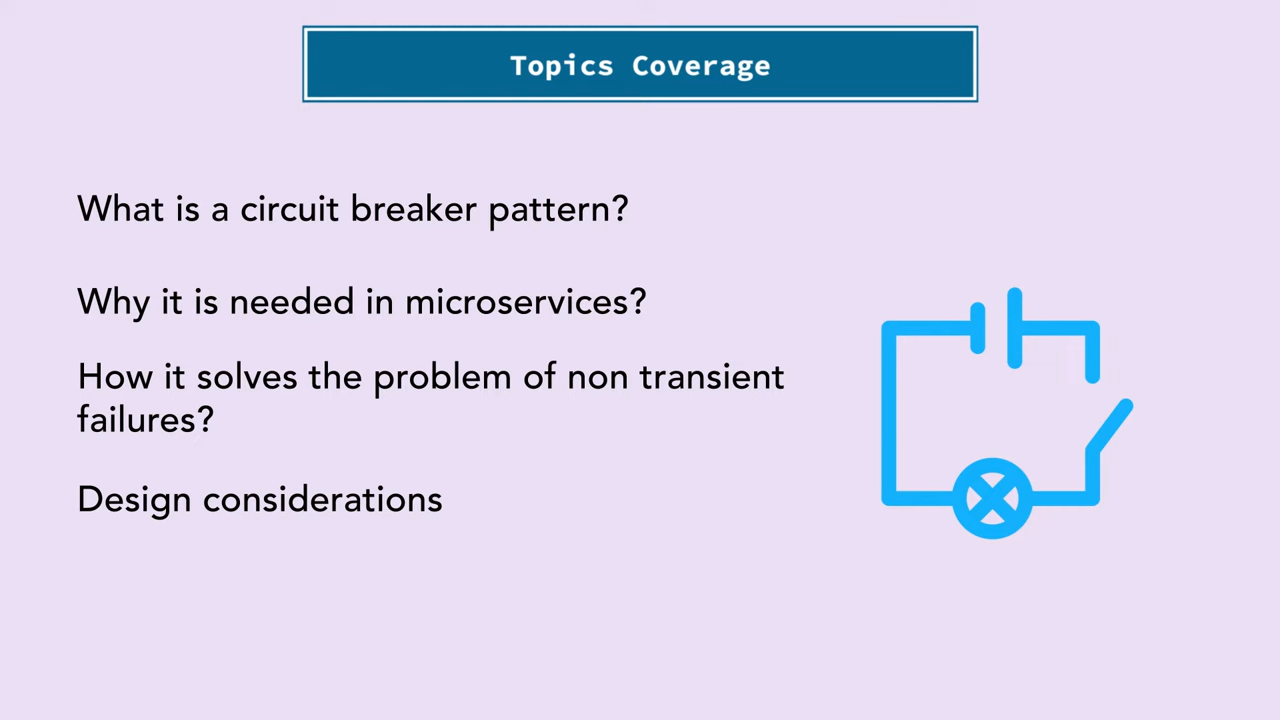 Topics Coverage
What is a circuit breaker pattern?
Why it is needed in microservices?
How it solves the problem of non transient
failures?
Design considerations